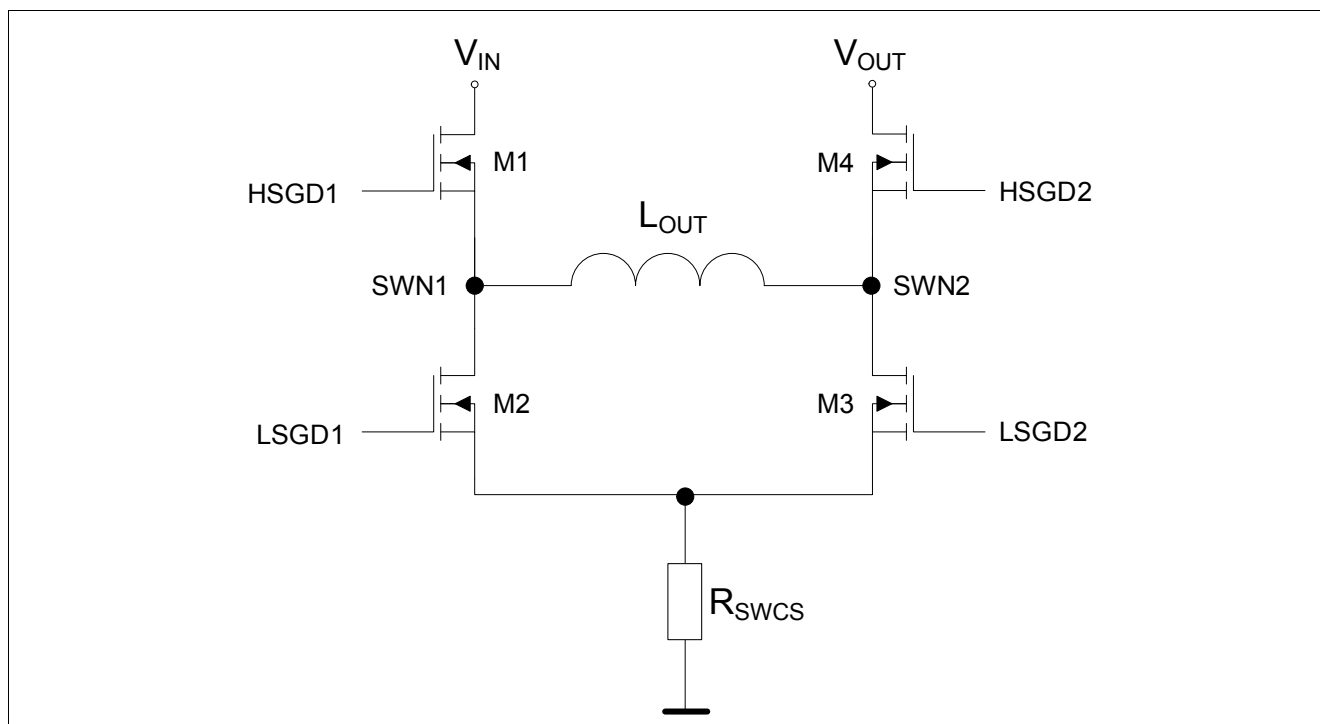 VIN
VOUT
M1
M4
HSGD1
HSGD2
LOUT
SWN1
SWN2
M2
M3
LSGD1
LSGD2
RSWCS